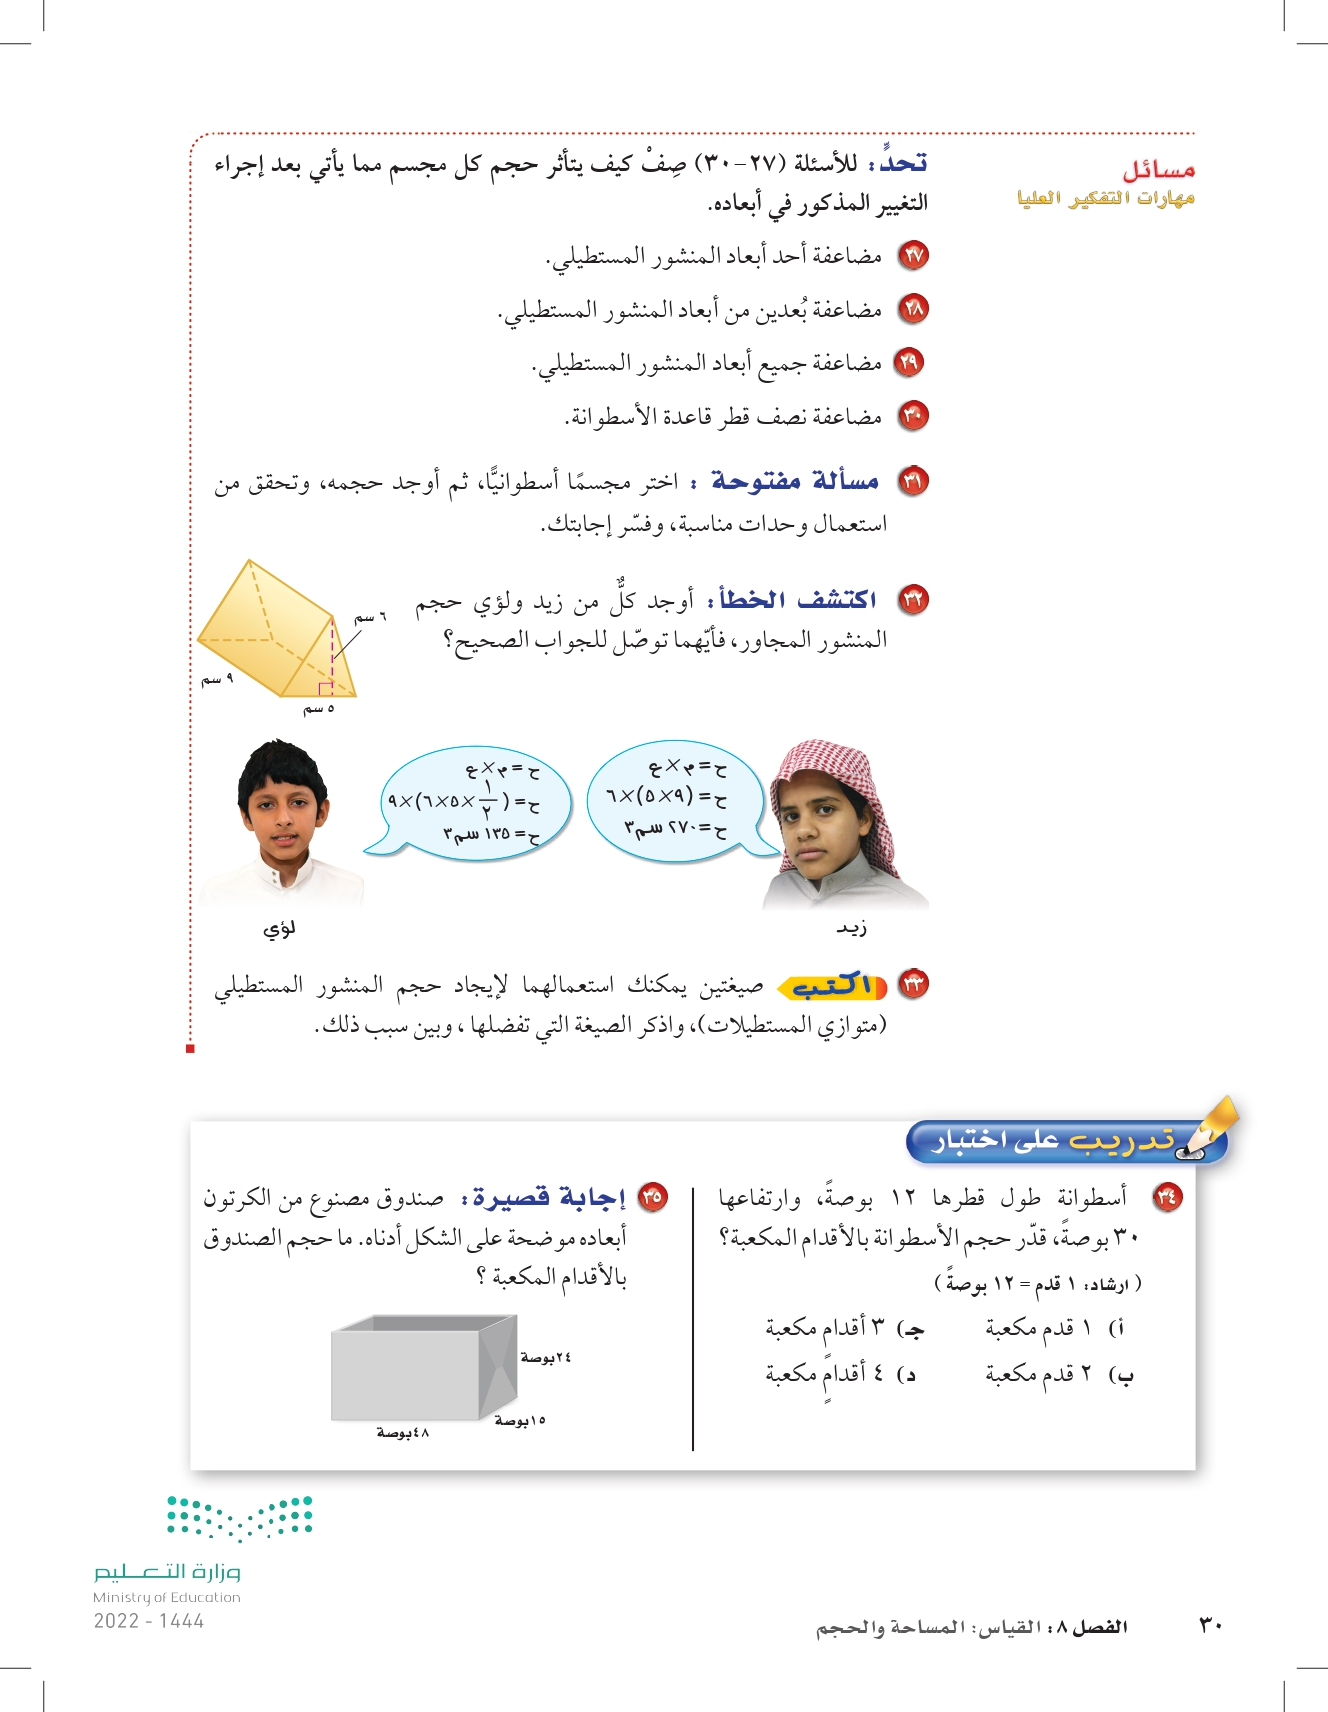 مسائل
مهارات التفكير العليا
تحدٍّ: للأسئلة (٢٧-٣٠) صِفْ كيف يتأثر حجم كل مجسم مما يأتي بعد إجراء
التغيير المذكور في أبعاده.
٢٧ مضاعفة أحد أبعاد المنشور المستطيلي.
٢٨ مضاعفة بُعدين من أبعاد المنشور المستطيلي.
٢٩ مضاعفة جميع أبعاد المنشور المستطيلي.
٣٠ مضاعفة نصف قطر قاعدة الأسطوانة.
٣١ مسألة مفتوحة : اختر مجسمًا أسطوانيًّا، ثم أوجد حجمه، وتحقق من
استعمال وحدات مناسبة، وفسّر إجابتك.
٣٢ اكتشف الخطأ: أوجد كلٌّ من زيد ولؤي حجم
المنشور المجاور، فأيّهما توصّل للجواب الصحيح؟
٦ سم
٩ سم
٥ سم
ح = م × ع
ح = (٩ × ٥) × ٦
ح = ٢٧٠ سم٣
زيد
ح = م × ع
ح = ( ١/٢ × ٥ × ٦) × ٩
ح = ١٣٥ سم٣
لؤي
٣٣ اكتب صيغتين يمكنك استعمالهما لإيجاد حجم المنشور المستطيلي
(متوازي المستطيلات)، واذكر الصيغة التي تفضلها ، وبين سبب ذلك.
تدريب على اختبار
٣٤ أسطوانة طول قطرها ١٢ بوصةً، وارتفاعها
٣٠ بوصةً، قدّر حجم الأسطوانة بالأقدام المكعبة؟
( ارشاد: ١ قدم = ١٢ بوصةً )
أ) ١ قدم مكعبة
ب) ٢ قدم مكعبة
جـ) ٣ أقدامٍ مكعبة
د) ٤ أقدامٍ مكعبة
٣٥ إجابة قصيرة: صندوق مصنوع من الكرتون
أبعاده موضحة على الشكل أدناه. ما حجم الصندوق
بالأقدام المكعبة ؟
٢٤بوصة
١٥بوصة
٤٨بوصة
وزارة التعليم
Ministry of Education
2022 - 1444
الفصل ٨: القياس: المساحة والحجم
٣٠